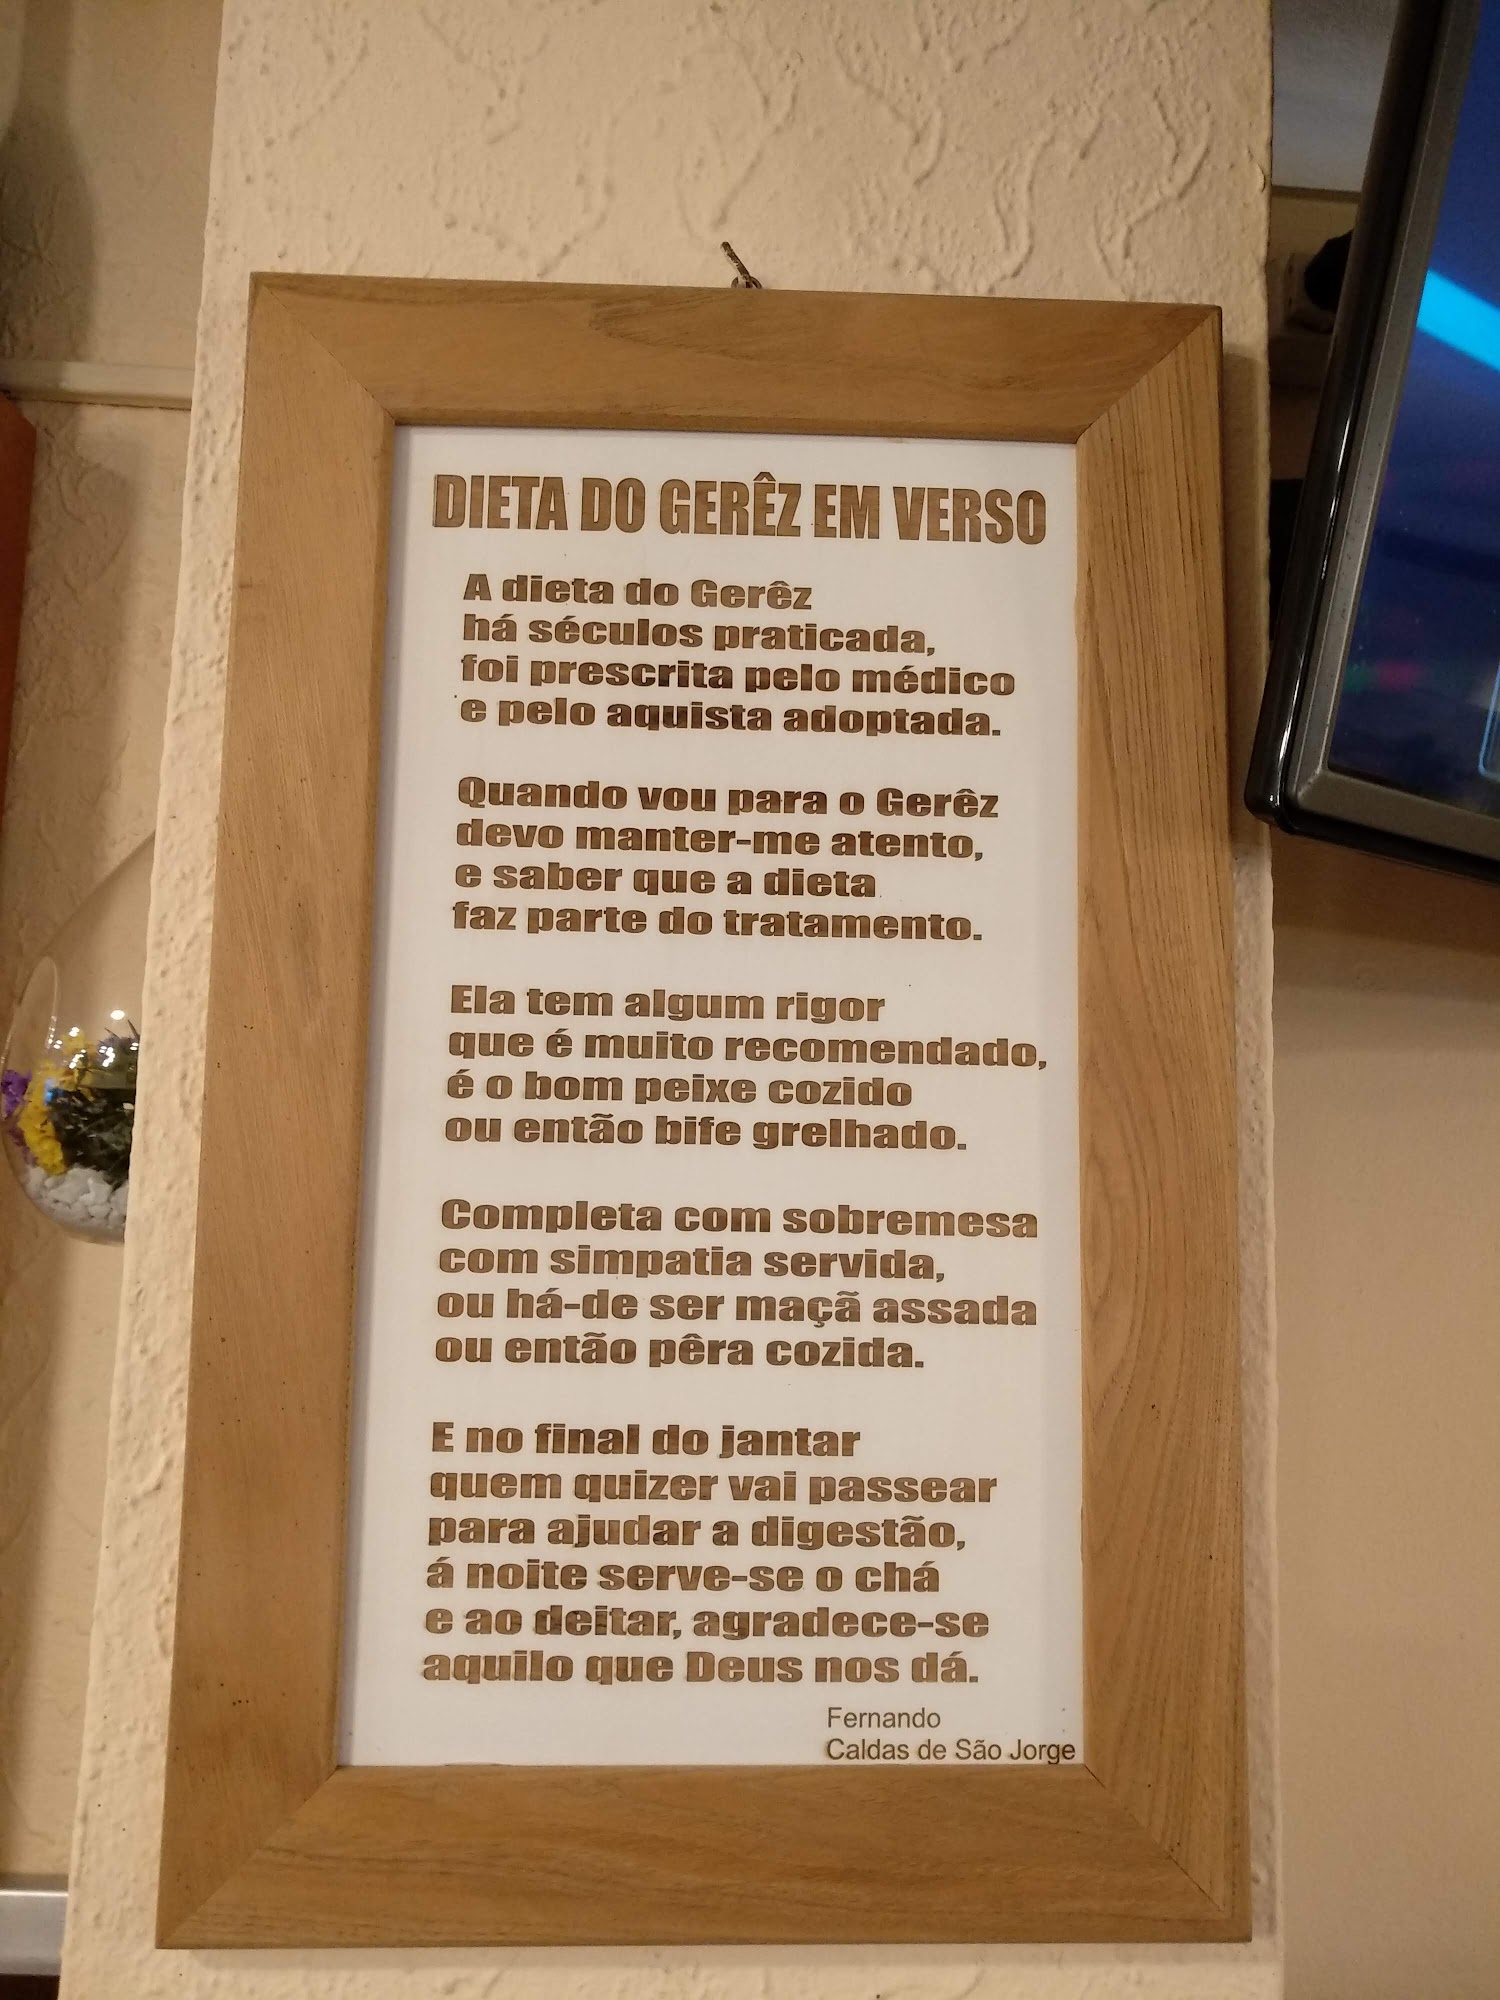 DIETA DO GERÊZ EM VERSO
A dieta do Gerêz
há séculos praticada,
foi prescrita pelo médico
e pelo aquista adoptada.
Quando vou para o Gerêz
devo manter-me atento,
e saber que a dieta
faz parte do tratamento.
Ela tem algum rigor
que é muito recomendado,
é o bom peixe cozido
ou então bife grelhado.
Completa com sobremesa
com simpatia servida,
ou há-de ser maçã assada
ou então pêra cozida.
E no final do jantar
quem quizer vai passear
para ajudar a digestão,
á noite serve-se o chá
e ao deitar, agradece-se
aquilo que Deus nos dá.
Fernando
Caldas de São Jorge